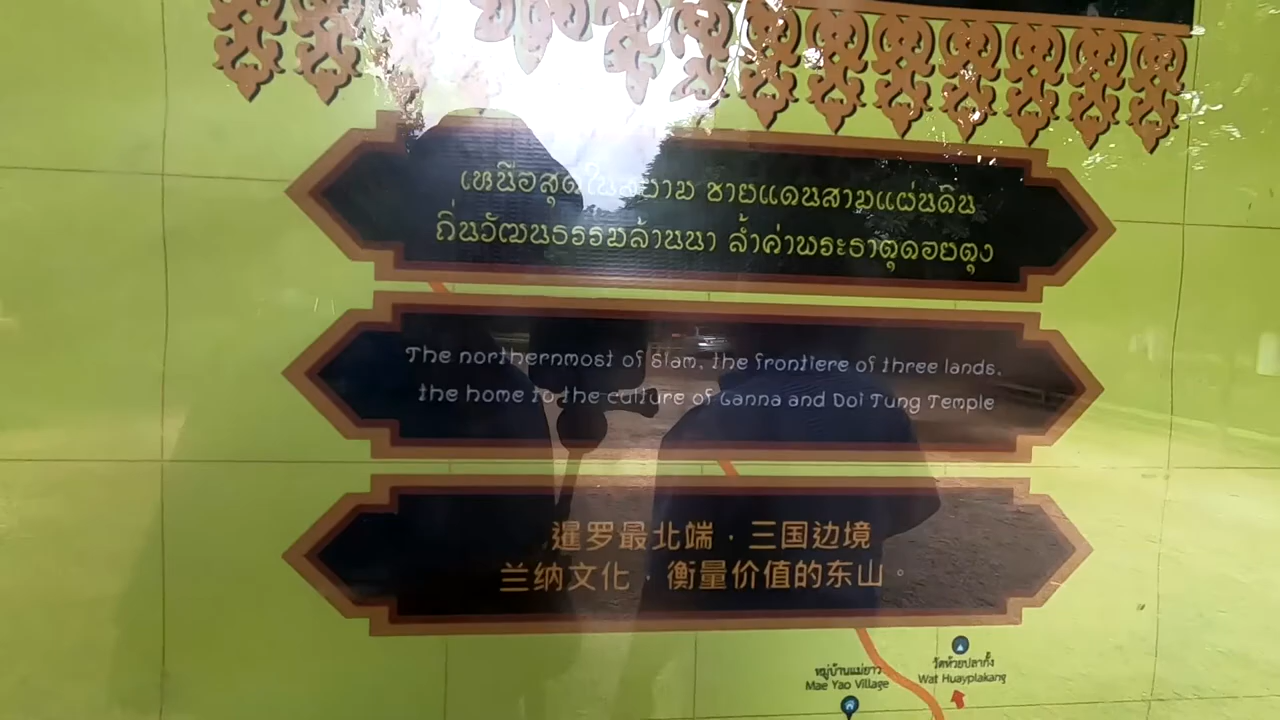 เหนือสุดในสยาม ชายแดนสามแผ่นดิน
ถิ่นวัฒนธรรมล้านนา ล้ำค่าพระธาตุดอยตุง
The northernmost of Siam, the frontiere of three lands,
the home to the culture of Lanna and Doi Tung Temple
暹罗最北端 · 三国边境
兰纳文化 · 衡量价值的东山。
หมู่บ้านแม่ยาว
Mae Yao Village
วัดห้วยปลากั้ง
Wat Huayplakang